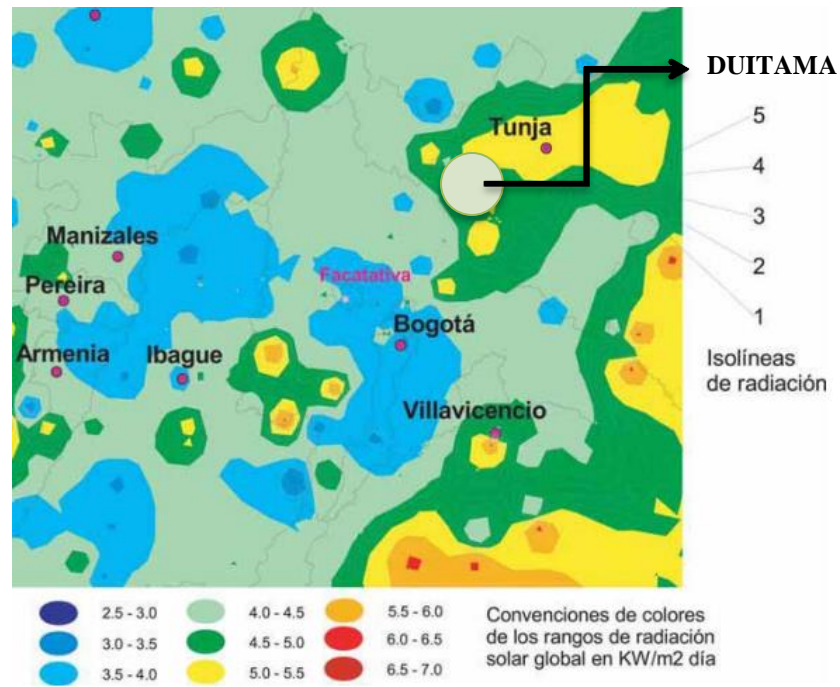 DUITAMA
Tunja
5
4
3
2
1
Manizales
Facatativa
Pereira
Bogotá
Armenia
Ibague
Isolíneas
de radiación
Villavicencio
2.5 - 3.0
4.0 - 4.5
5.5 - 6.0
3.0 - 3.5
4.5 - 5.0
6.0 - 6.5
3.5 - 4.0
5.0 - 5.5
6.5 - 7.0
Convenciones de colores
de los rangos de radiación
solar global en KW/m2 día